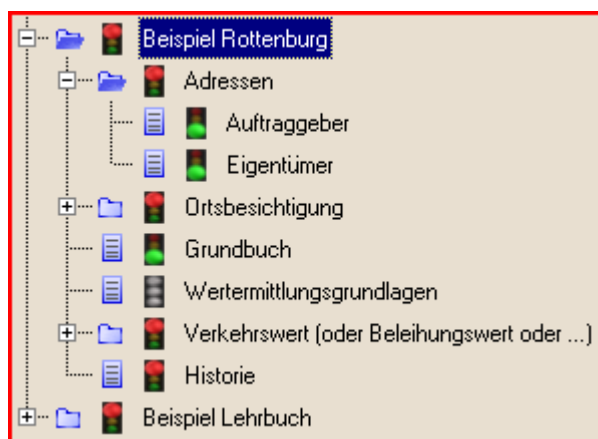 Beispiel Rottenburg
Adressen
Auftraggeber
Eigentümer
Ortsbesichtigung
Grundbuch
Wertermittlungsgrundlagen
Verkehrswert (oder Beleihungswert oder ...)
Historie
Beispiel Lehrbuch